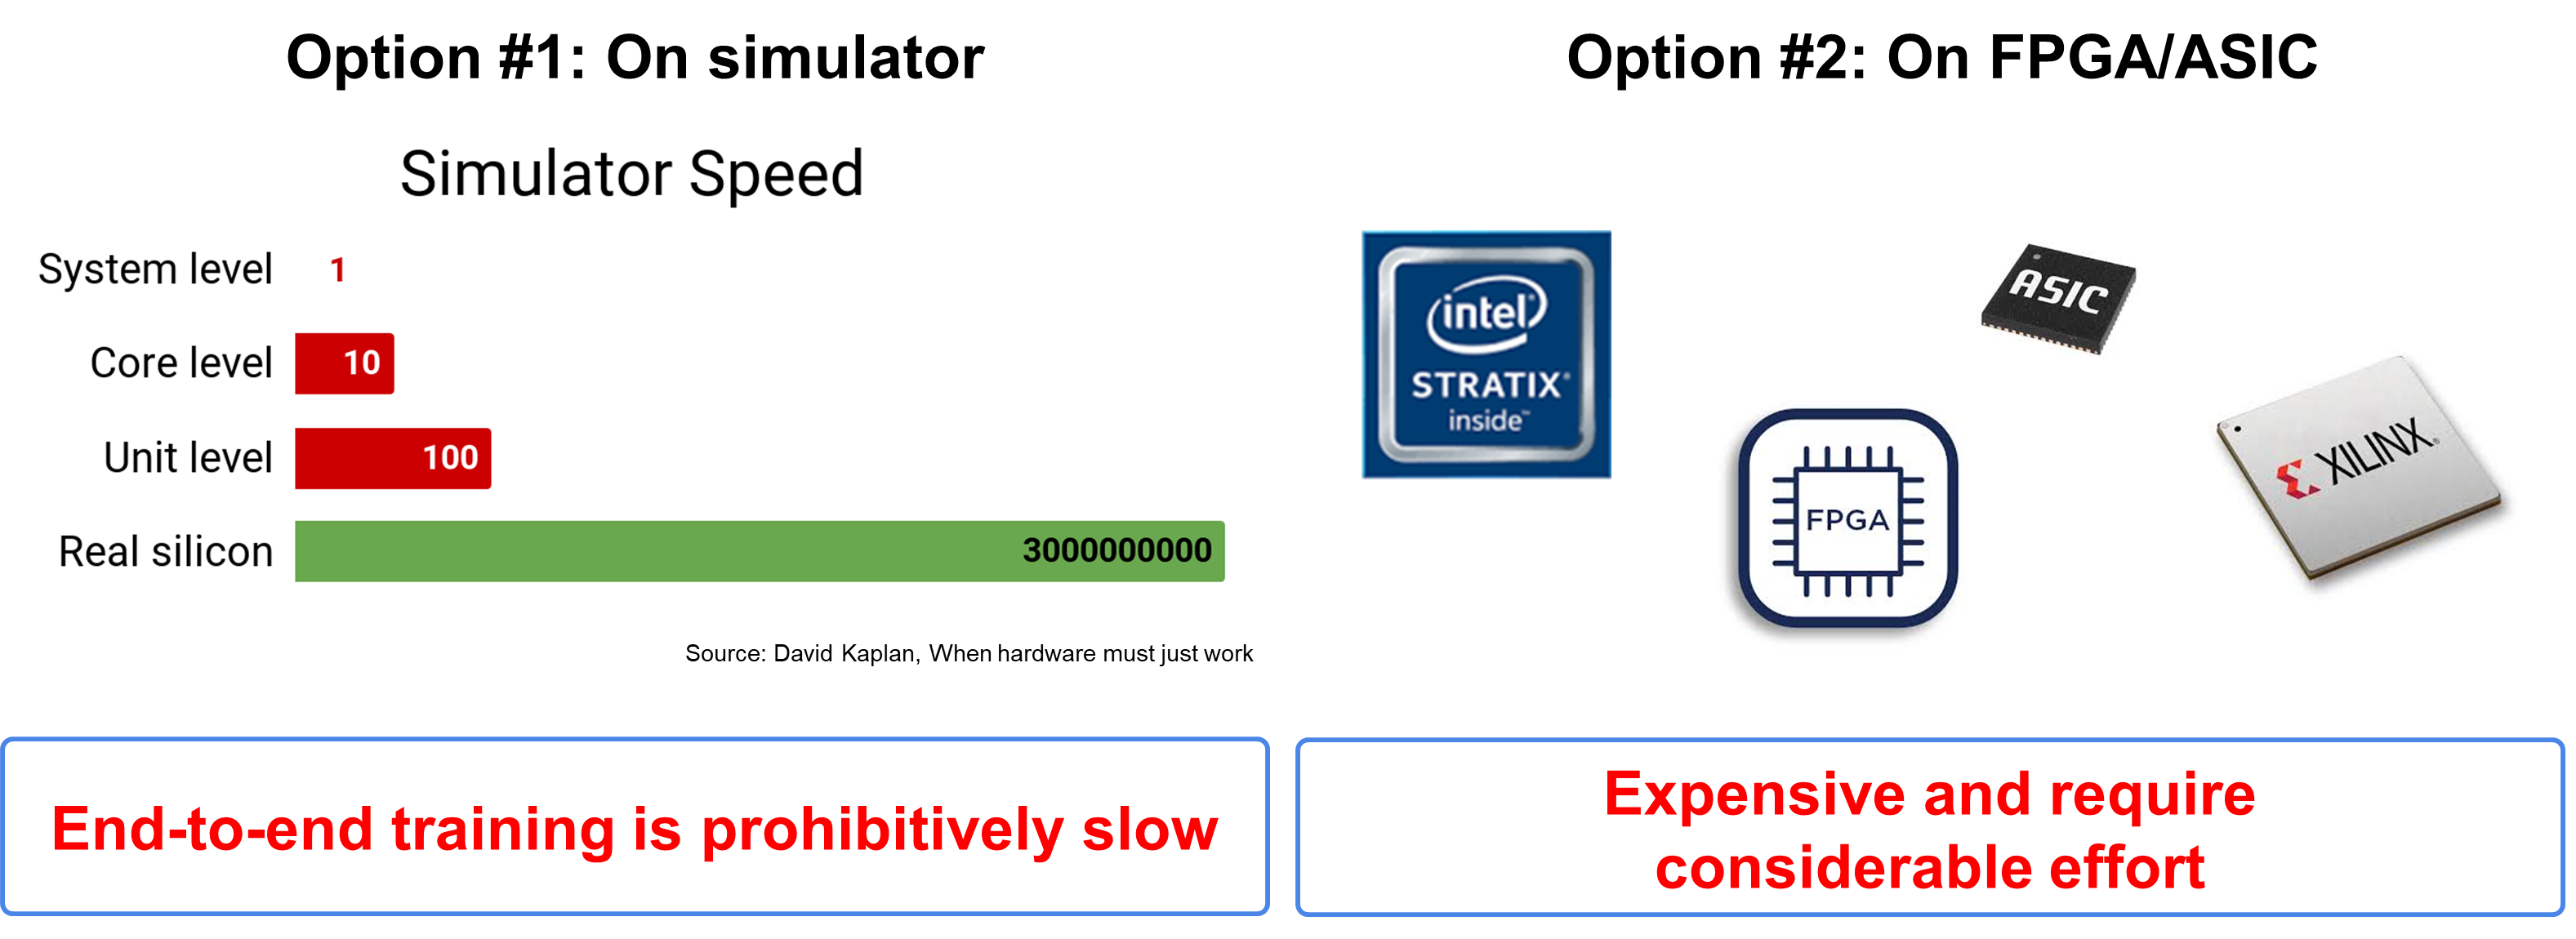 Option #1: On simulator
Simulator Speed
System level 1
Core level 10
Unit level 100
Real silicon 3000000000
Source: David Kaplan, When hardware must just work
End-to-end training is prohibitively slow
Option #2: On FPGA/ASIC
intel®
STRATIX®
inside™
ASIC
FPGA
XILINX®
Expensive and require
considerable effort